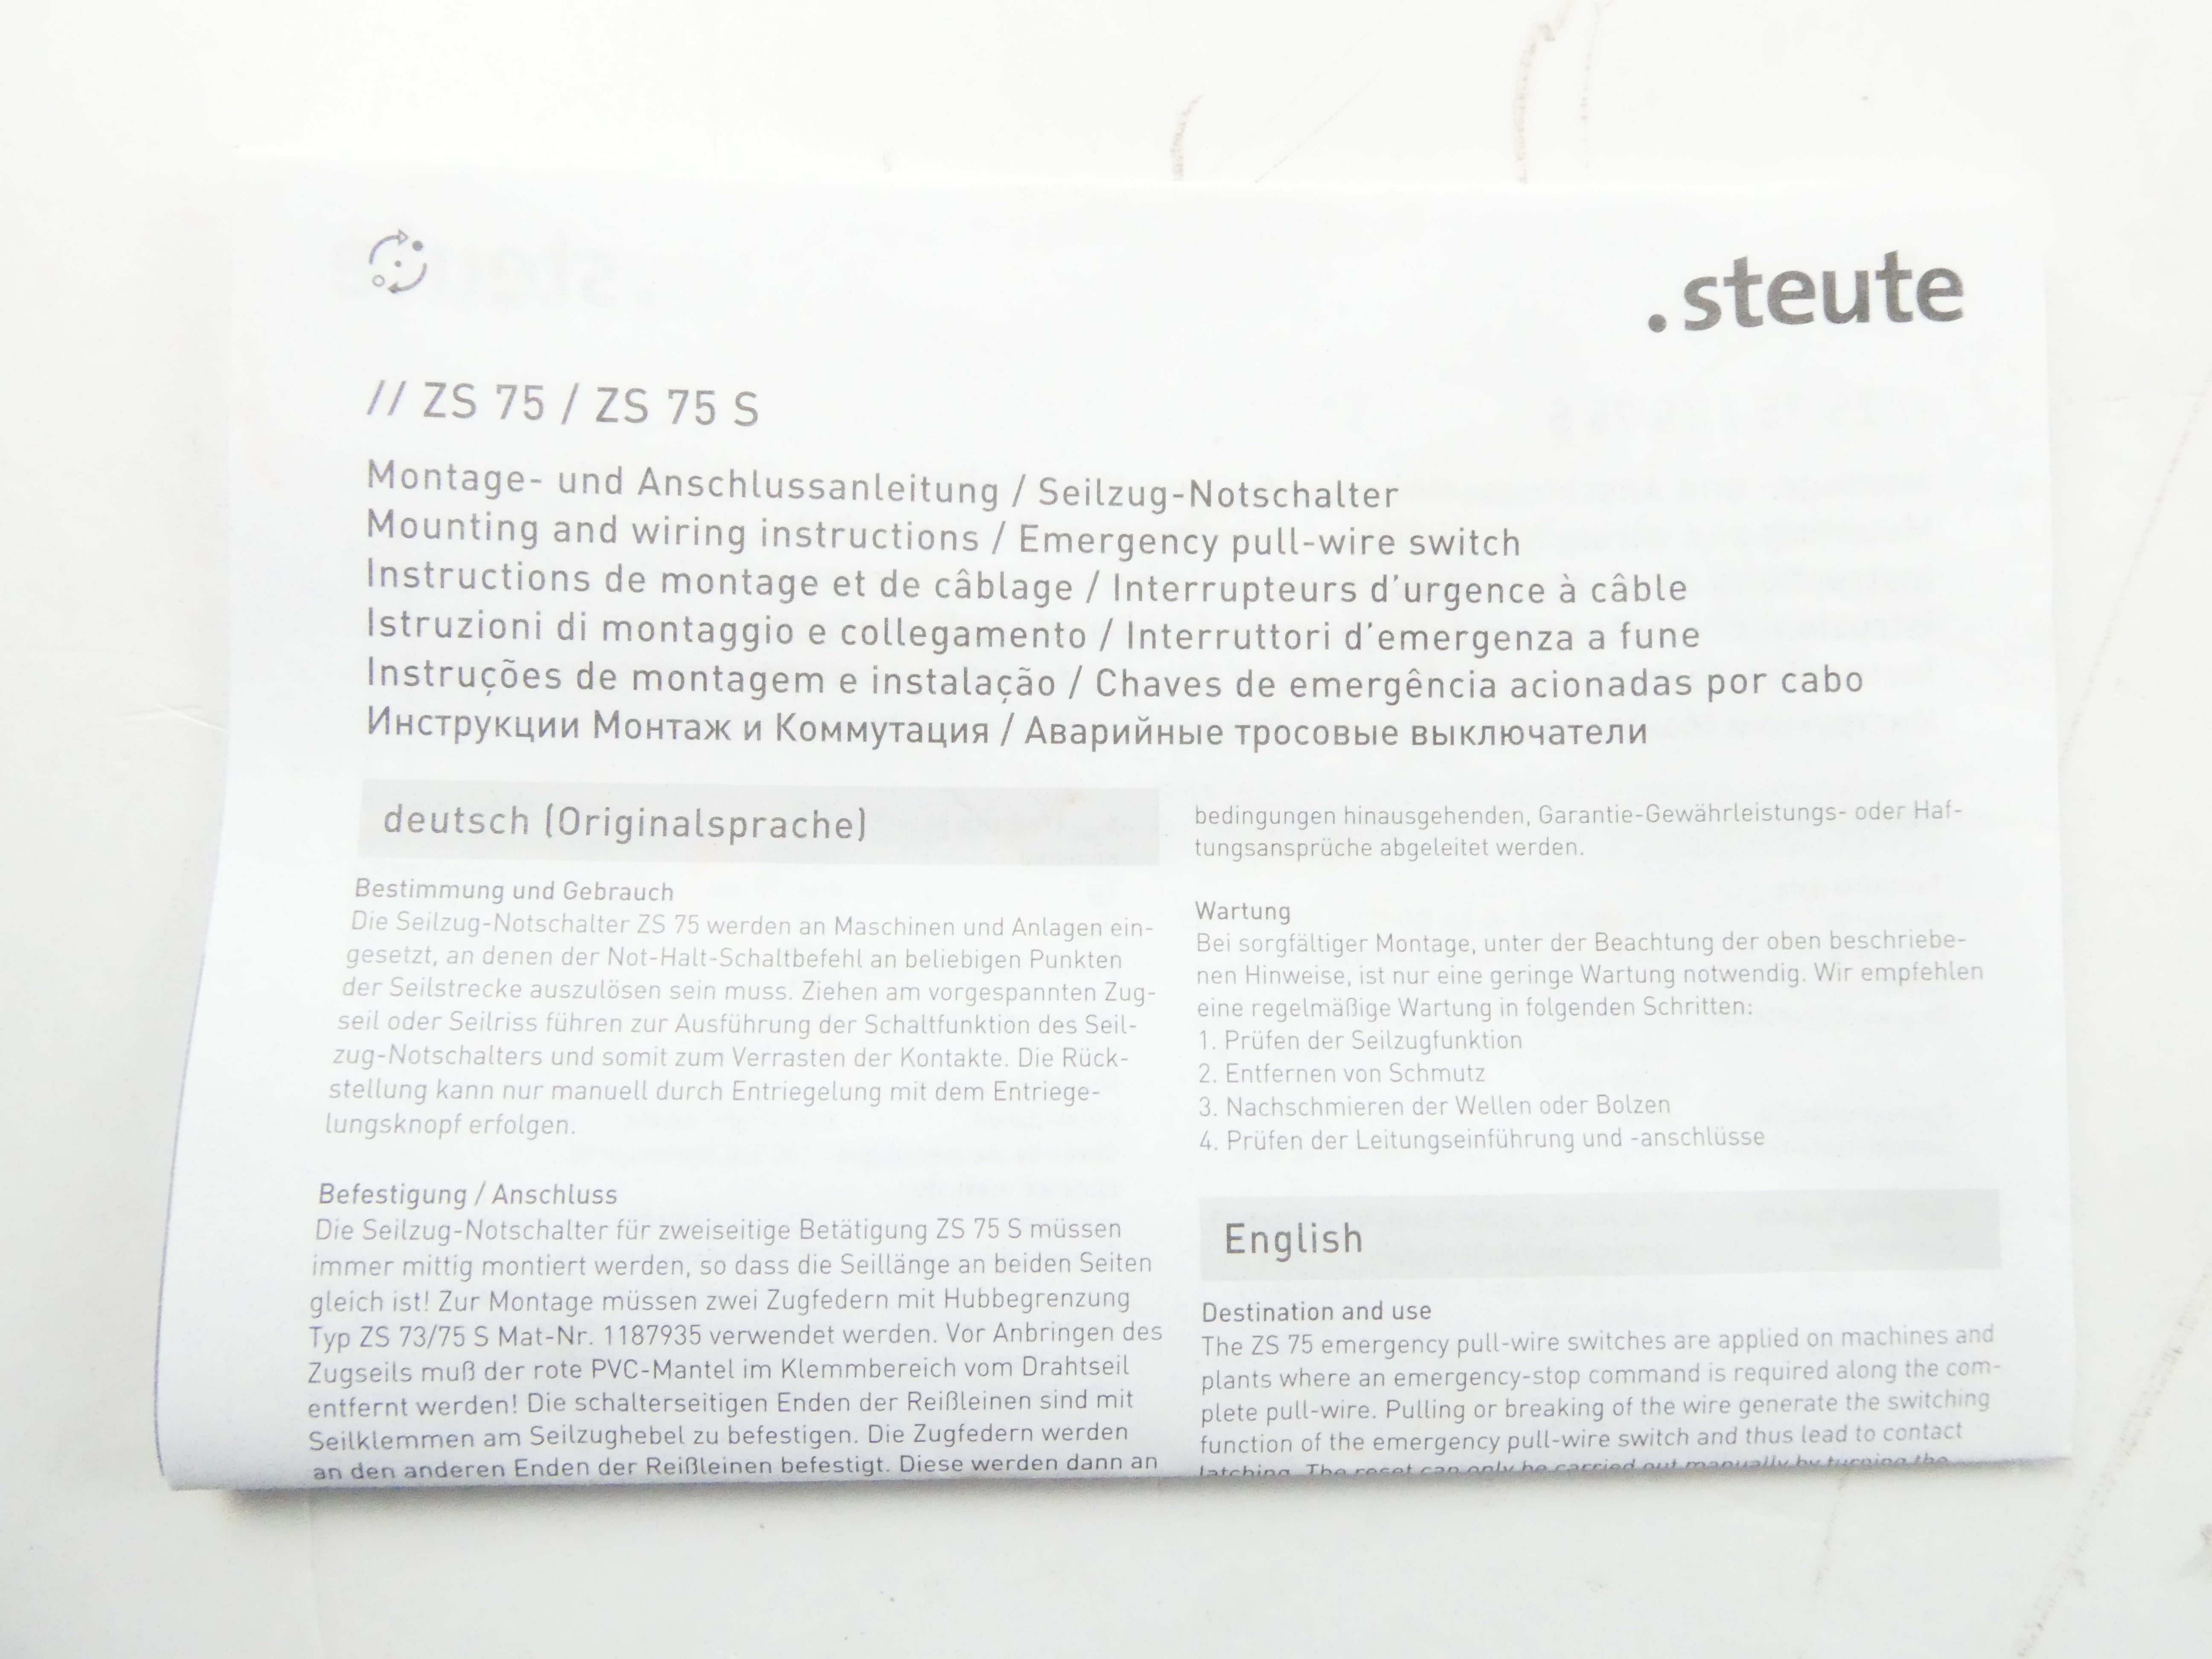 .steute
// ZS 75 / ZS 75 S
Montage- und Anschlussanleitung / Seilzug-Notschalter
Mounting and wiring instructions / Emergency pull-wire switch
Instructions de montage et de câblage / Interrupteurs d'urgence à câble
Istruzioni di montaggio e collegamento / Interruttori d'emergenza a fune
Instruções de montagem e instalação / Chaves de emergência acionadas por cabo
Инструкции Монтаж и Коммутация / Аварийные тросовые выключатели
deutsch (Originalsprache)
Bestimmung und Gebrauch
Die Seilzug-Notschalter ZS 75 werden an Maschinen und Anlagen ein-
gesetzt, an denen der Not-Halt-Schaltbefehl an beliebigen Punkten
der Seilstrecke auszulösen sein muss. Ziehen am vorgespannten Zug-
seil oder Seilriss führen zur Ausführung der Schaltfunktion des Seil-
zug-Notschalters und somit zum Verrasten der Kontakte. Die Rück-
stellung kann nur manuell durch Entriegelung mit dem Entriege-
lungsknopf erfolgen.
Befestigung / Anschluss
Die Seilzug-Notschalter für zweiseitige Betätigung ZS 75 S müssen
immer mittig montiert werden, so dass die Seillänge an beiden Seiten
gleich ist! Zur Montage müssen zwei Zugfedern mit Hubbegrenzung
Typ ZS 73/75 S Mat-Nr. 1187935 verwendet werden. Vor Anbringen des
Zugseils muß der rote PVC-Mantel im Klemmbereich vom Drahtseil
entfernt werden! Die schalterseitigen Enden der Reißleinen sind mit
Seilklemmen am Seilzughebel zu befestigen. Die Zugfedern werden
an den anderen Enden der Reißleinen befestigt. Diese werden dann an
bedingungen hinausgehenden, Garantie-Gewährleistungs- oder Haf-
tungsansprüche abgeleitet werden.
Wartung
Bei sorgfältiger Montage, unter der Beachtung der oben beschriebe-
nen Hinweise, ist nur eine geringe Wartung notwendig. Wir empfehlen
eine regelmäßige Wartung in folgenden Schritten:
1. Prüfen der Seilzugfunktion
2. Entfernen von Schmutz
3. Nachschmieren der Wellen oder Bolzen
4. Prüfen der Leitungseinführung und -anschlüsse
English
Destination and use
The ZS 75 emergency pull-wire switches are applied on machines and
plants where an emergency-stop command is required along the com-
plete pull-wire. Pulling or breaking of the wire generate the switching
function of the emergency pull-wire switch and thus lead to contact
latching. The reset can only be carried out manually by turning the